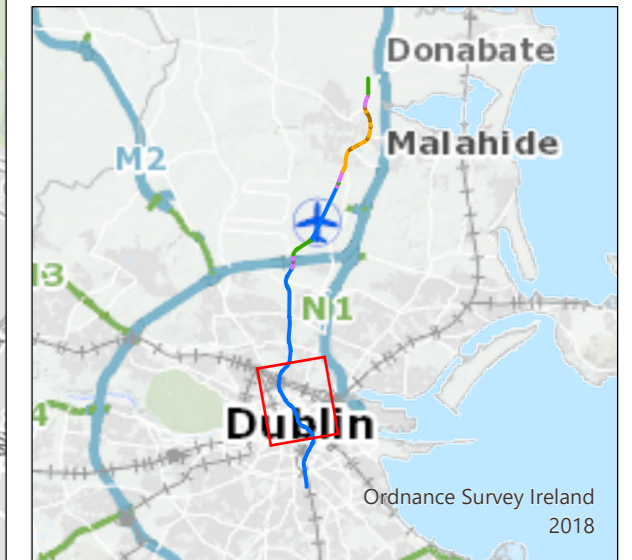 Donabate
Malahide
M2
N1
Dublin
Ordnance Survey Ireland
2018